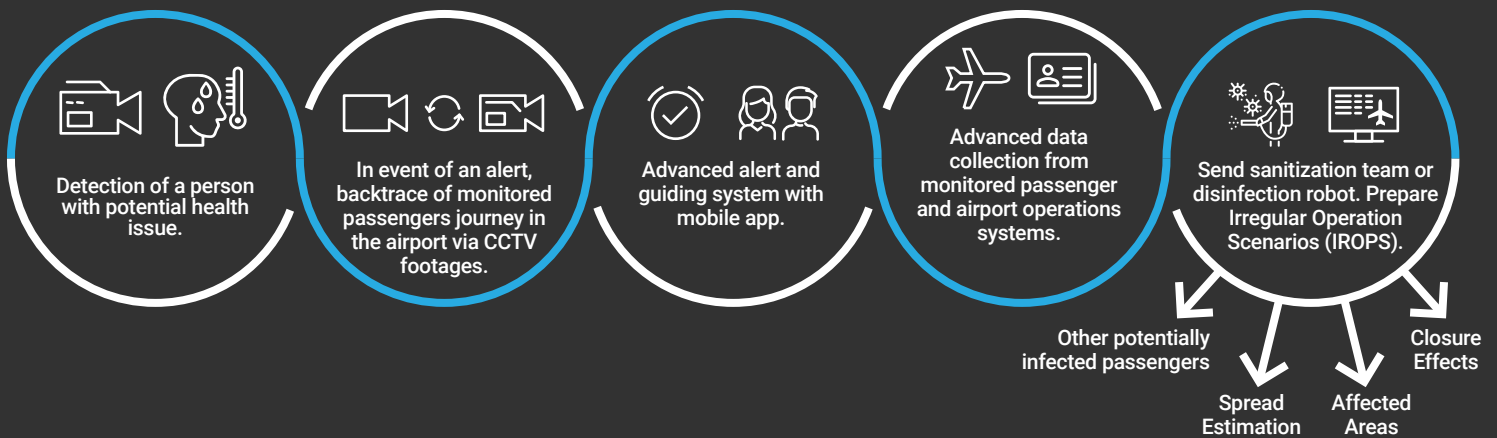 Detection of a person
with potential health
issue.
In event of an alert,
backtrace of monitored
passengers journey in
the airport via CCTV
footages.
Advanced alert and
guiding system with
mobile app.
Advanced data
collection from
monitored passenger
and airport operations
systems.
Send sanitization team or
disinfection robot. Prepare
Irregular Operation
Scenarios (IROPS).
Other potentially
infected passengers
Spread
Estimation
Affected
Areas
Closure
Effects